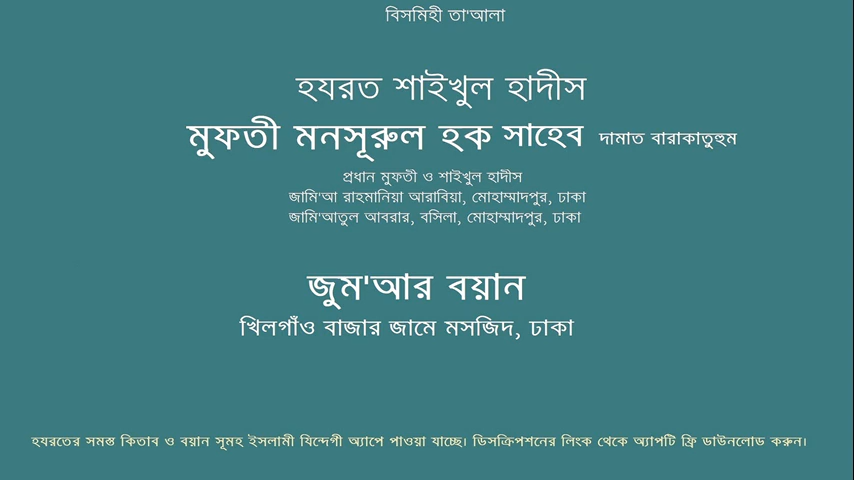 বিসমিহী তা'আলা
হযরত শাইখুল হাদীস
মুফতী মনসূরুল হক সাহেব দামাত বারাকাতুহুম
প্রধান মুফতী ও শাইখুল হাদীস
জামি'আ রাহমানিয়া আরাবিয়া, মোহাম্মাদপুর, ঢাকা
জামি'আতুল আবরার, বসিলা, মোহাম্মাদপুর, ঢাকা
জুম'আর বয়ান
খিলগাঁও বাজার জামে মসজিদ, ঢাকা
হযরতের সমস্ত কিতাব ও বয়ান সূমহ ইসলামী যিন্দেগী অ্যাপে পাওয়া যাচ্ছে। ডিসক্রিপশনের লিংক থেকে অ্যাপটি ফ্রি ডাউনলোড করুন।